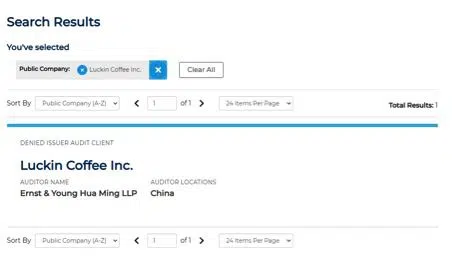 Search Results
You've selected
Public Company: Luckin Coffee Inc. Clear All
Sort By Public Company (A-Z) 1 of 1 24 Items Per Page Total Results: 1
DENIED ISSUER AUDIT CLIENT
Luckin Coffee Inc.
AUDITOR NAME AUDITOR LOCATIONS
Ernst & Young Hua Ming LLP China
Sort By Public Company (A-Z) 1 of 1 24 Items Per Page